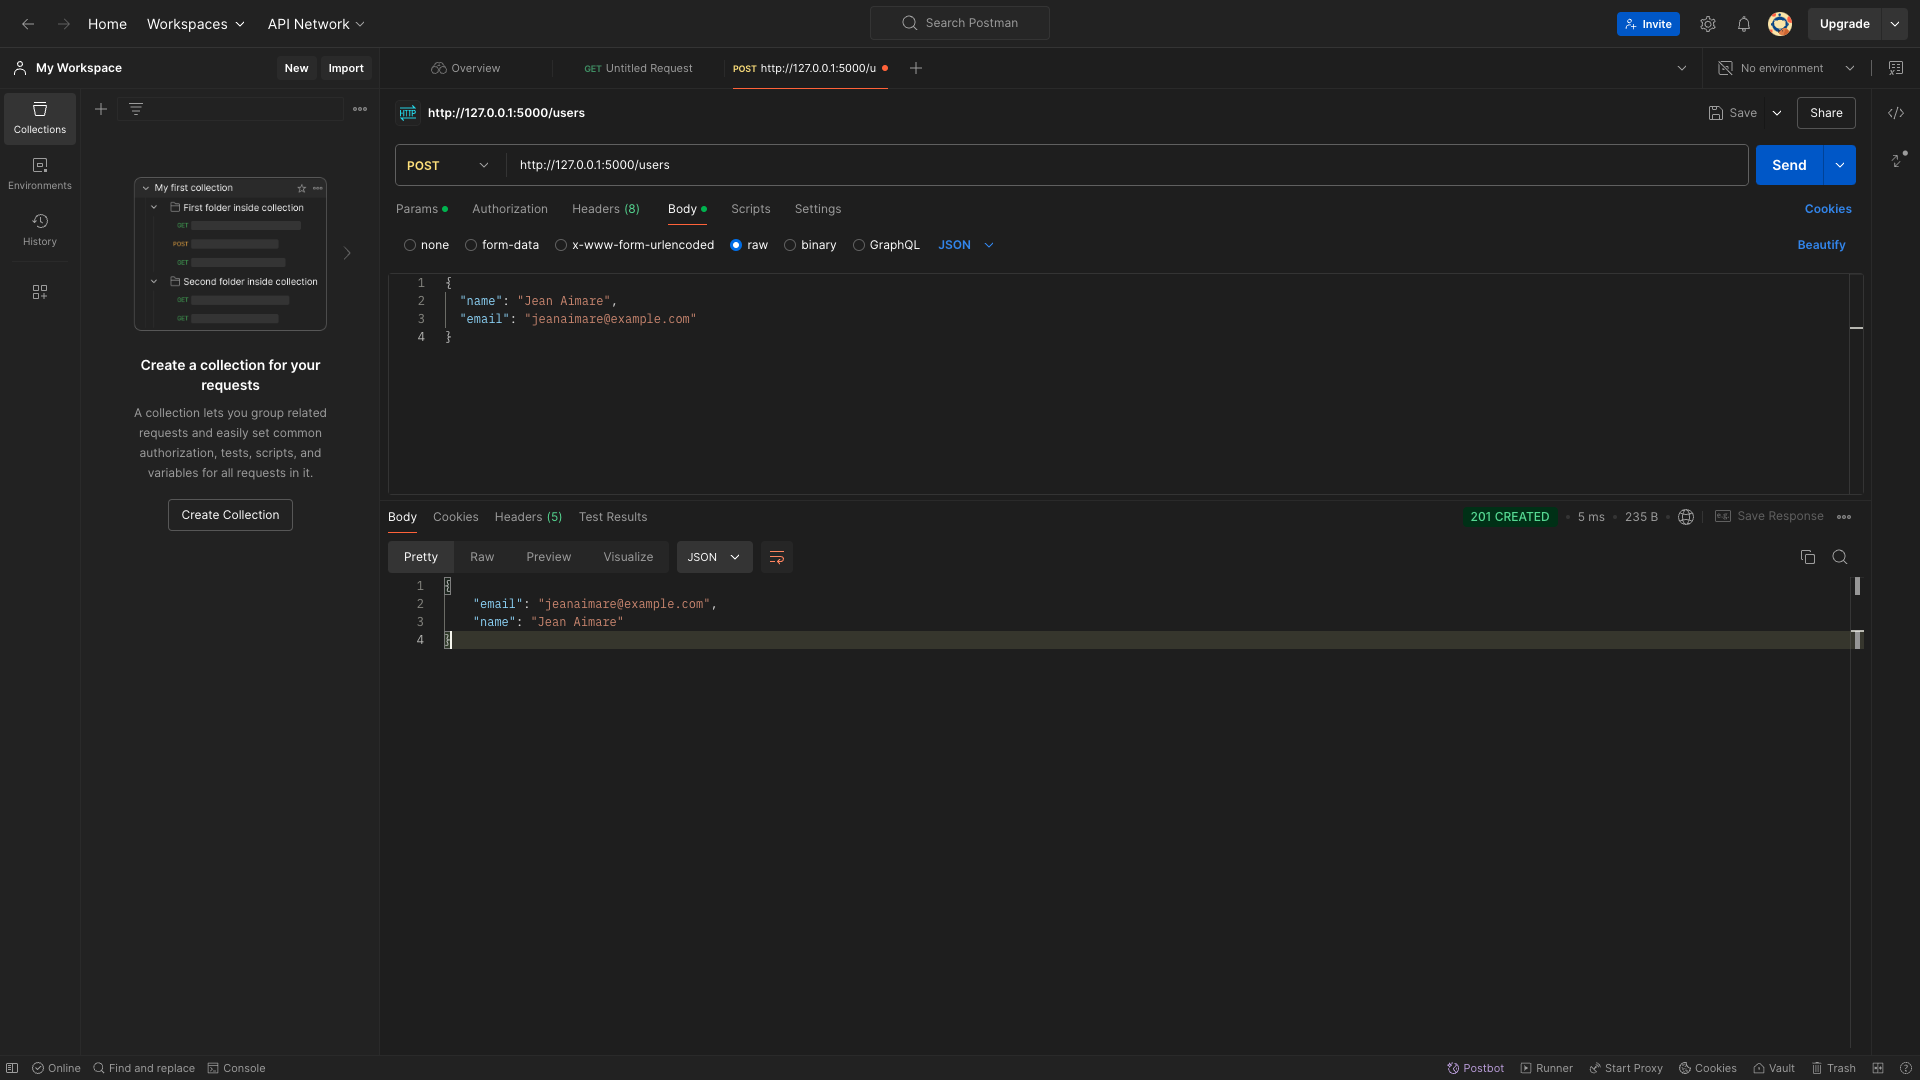 Home Workspaces API Network
Search Postman
Invite Upgrade
My Workspace New Import
Overview GET Untitled Request POST http://127.0.0.1:5000/u
No environment
Collections
Environments
History
My first collection
First folder inside collection
GET
POST
GET
Second folder inside collection
GET
GET
Create a collection for your
requests
A collection lets you group related
requests and easily set common
authorization, tests, scripts, and
variables for all requests in it.
Create Collection
HTTP http://127.0.0.1:5000/users Save Share
POST http://127.0.0.1:5000/users Send
Params Authorization Headers (8) Body Scripts Settings Cookies
none form-data x-www-form-urlencoded raw binary GraphQL JSON Beautify
1 {
2 "name": "Jean Aimare",
3 "email": "jeanaimare@example.com"
4 }
Body Cookies Headers (5) Test Results 201 CREATED • 5 ms • 235 B • e.g. Save Response
Pretty Raw Preview Visualize JSON
1 {
2 "email": "jeanaimare@example.com",
3 "name": "Jean Aimare"
4 }
Online Find and replace Console Postbot Runner Start Proxy Cookies Vault Trash